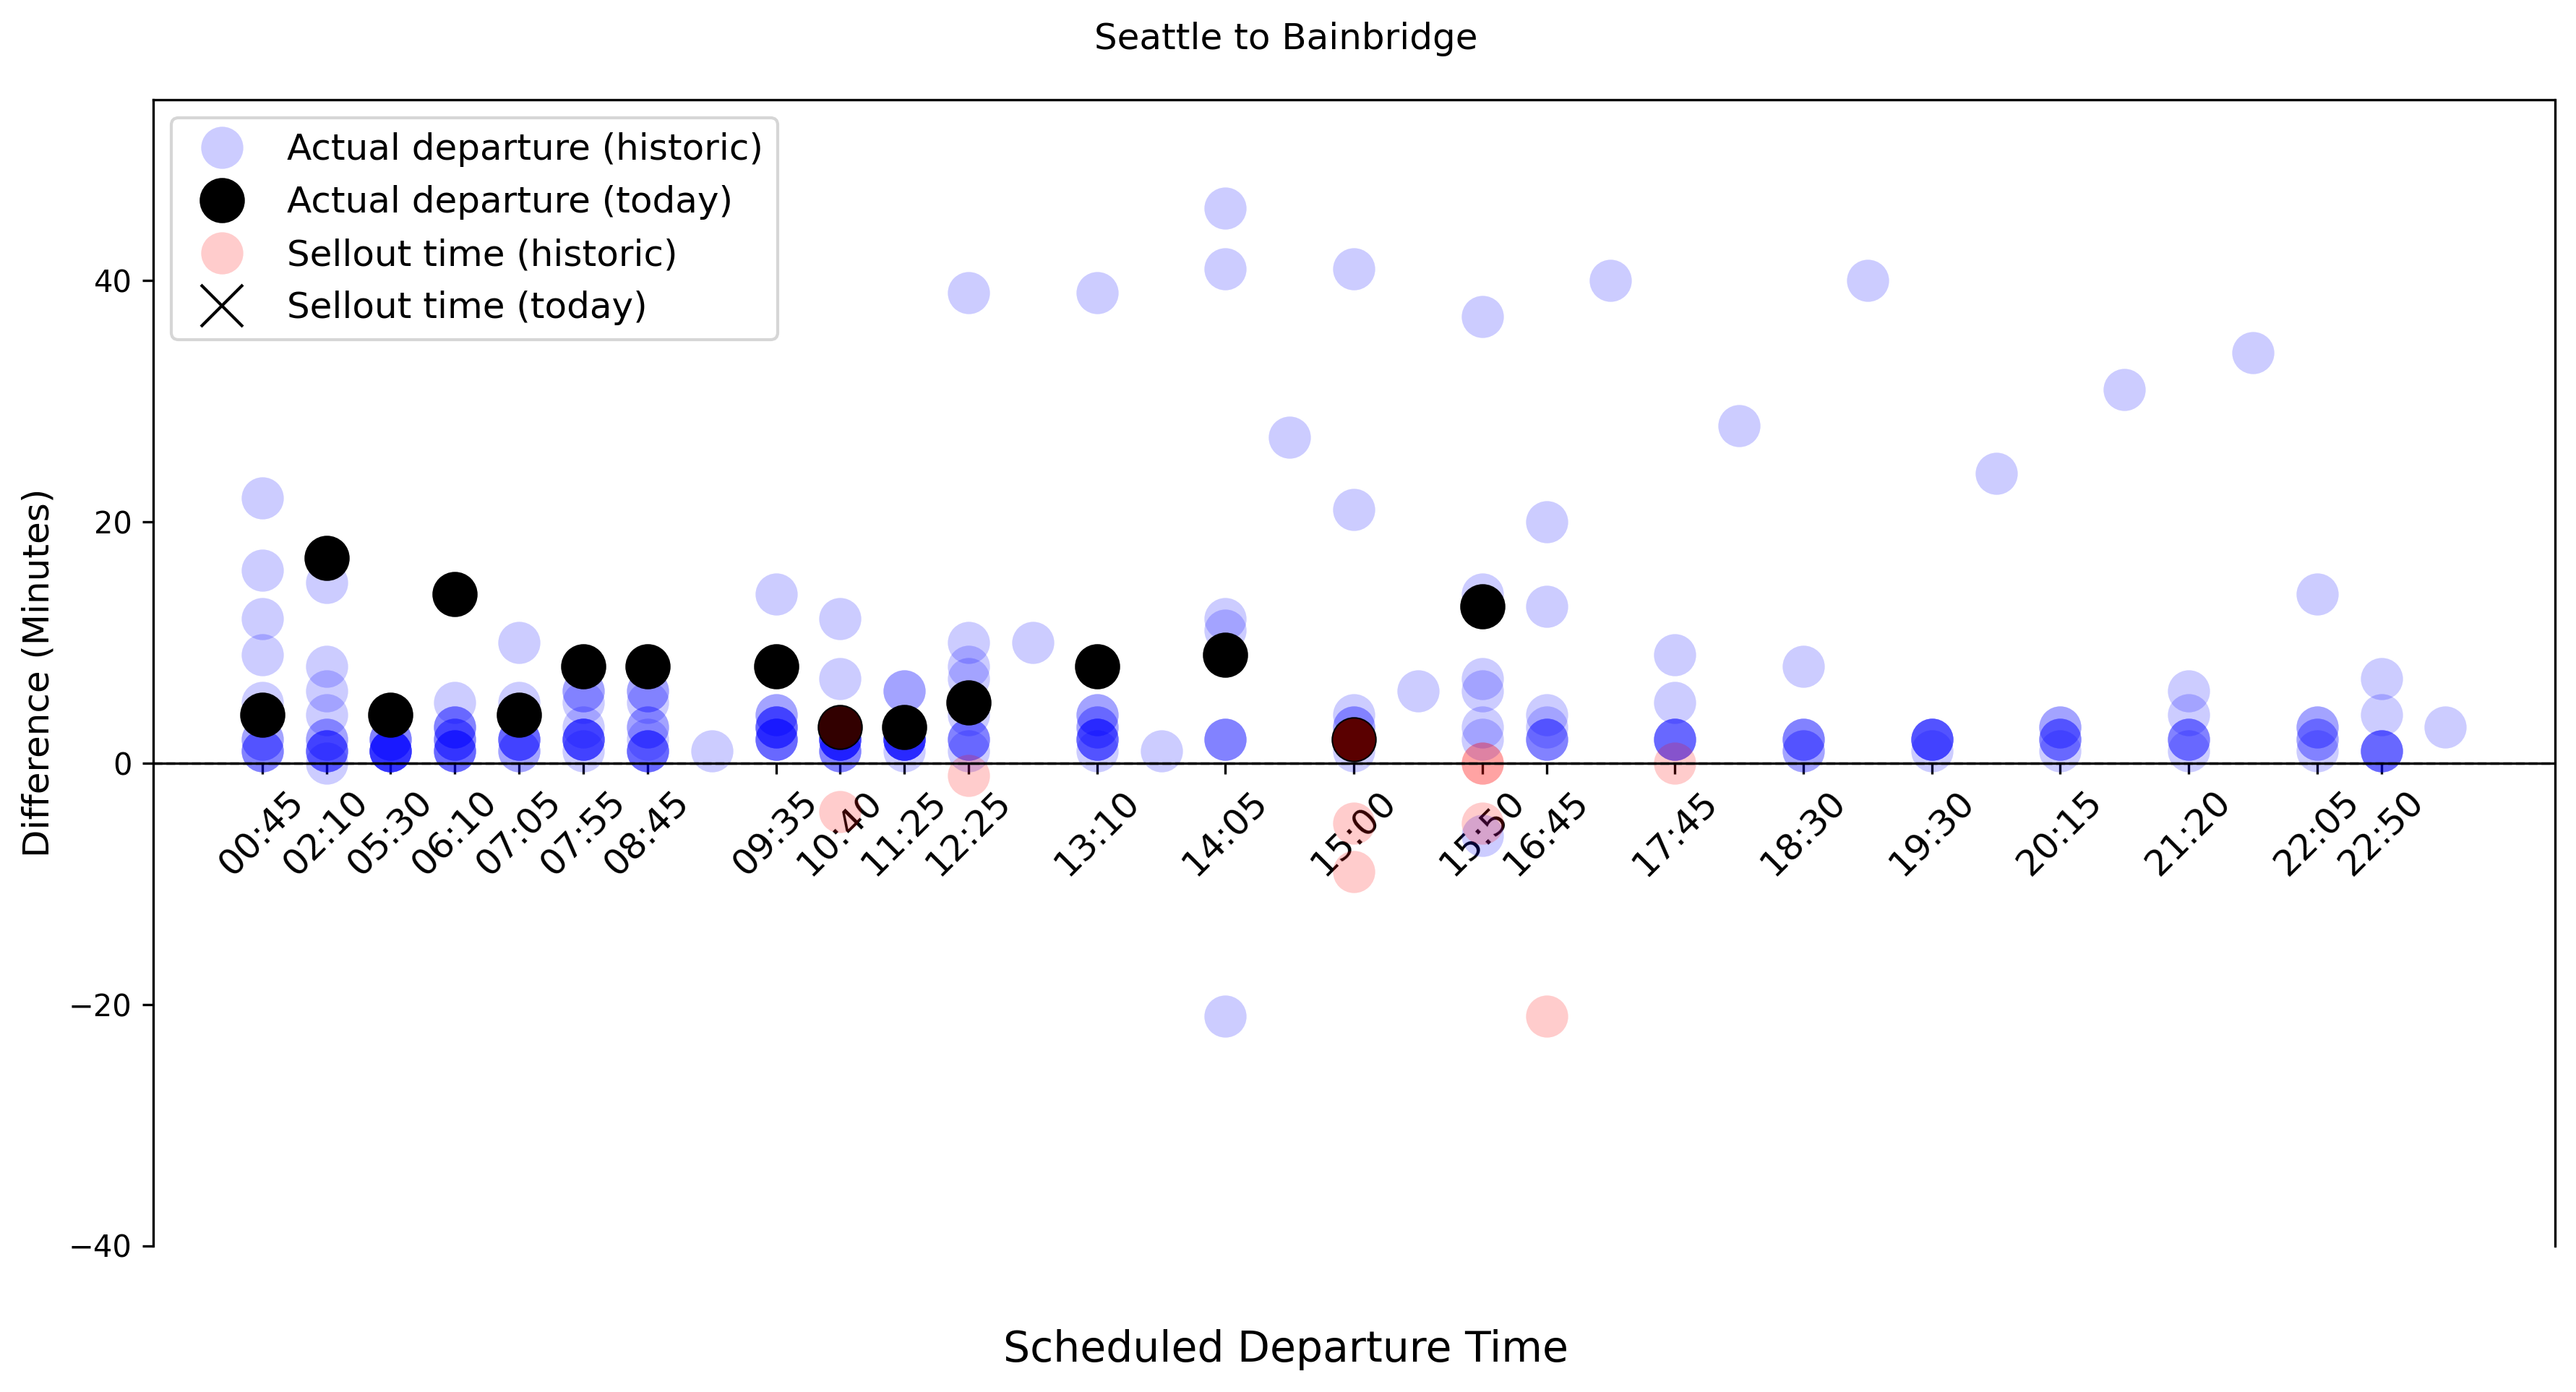 Seattle to Bainbridge
Actual departure (historic)
Actual departure (today)
Sellout time (historic)
Sellout time (today)
Difference (Minutes)
40
20
0
−20
−40
00:45 02:10 05:30 06:10 07:05 07:55 08:45 09:35 10:40 11:25 12:25 13:10 14:05 15:00 15:50 16:45 17:45 18:30 19:30 20:15 21:20 22:05 22:50
Scheduled Departure Time